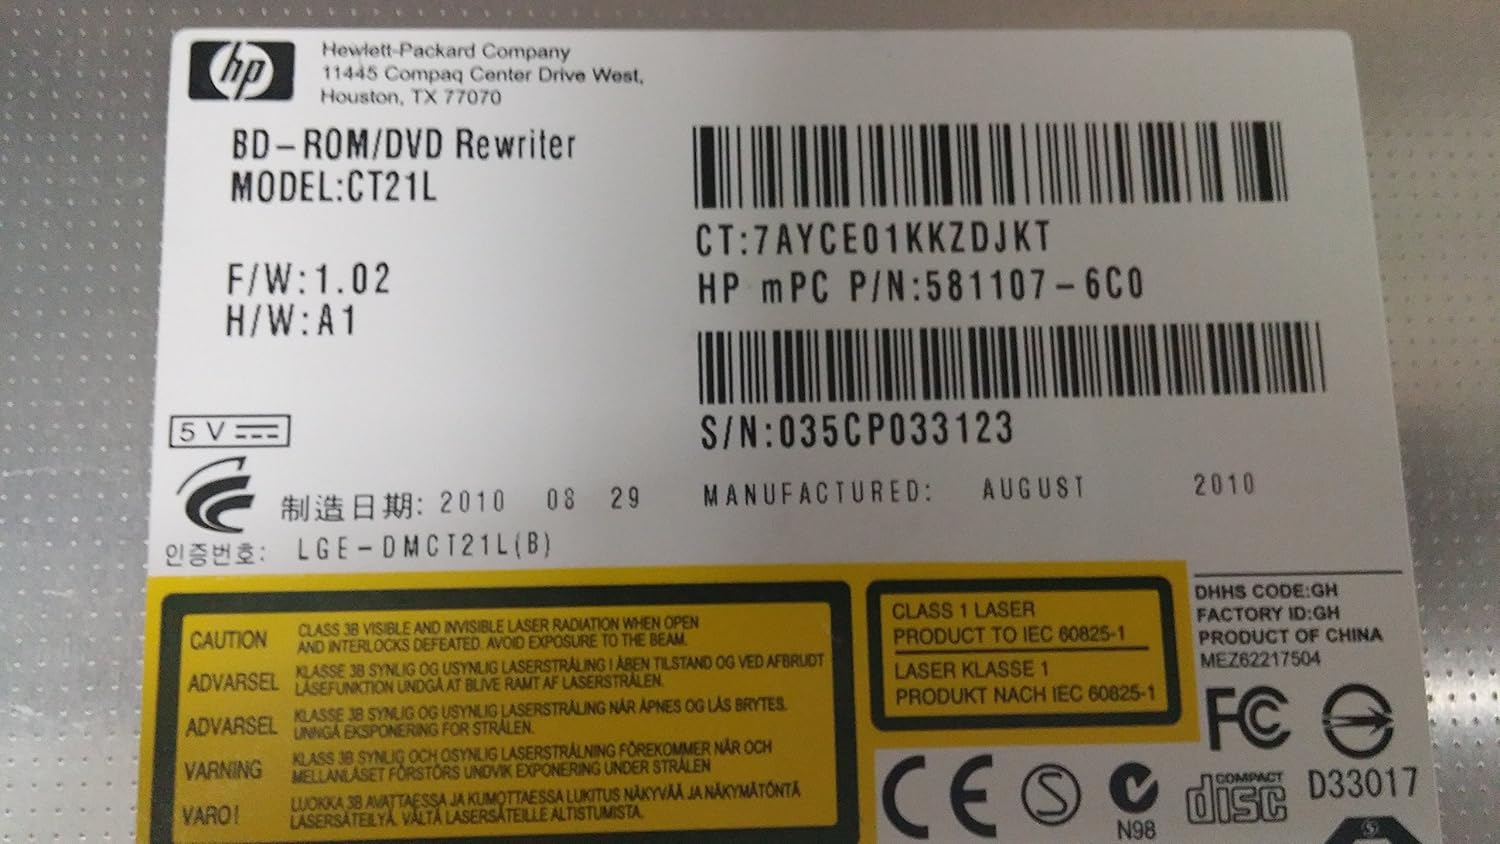 hp
Hewlett-Packard Company
11445 Compaq Center Drive West,
Houston, TX 77070
BD-ROM/DVD Rewriter
MODEL:CT21L
F/W:1.02
H/W:A1
CT:7AYCE01KKZDJKT
HP mPC P/N:581107-6C0
S/N:035CP033123
5 V
制造日期: 2010 08 29
MANUFACTURED: AUGUST 2010
인증번호: LGE-DMCT21L(B)
CAUTION
CLASS 3B VISIBLE AND INVISIBLE LASER RADIATION WHEN OPEN
AND INTERLOCKS DEFEATED. AVOID EXPOSURE TO THE BEAM.
ADVARSEL
KLASSE 3B SYNLIG OG USYNLIG LASERSTRÅLING I ÅBEN TILSTAND OG VED AFBRUDT
LÅSEFUNKTION UNDGÅ AT BLIVE RAMT AF LASERSTRÅLEN.
ADVARSEL
KLASSE 3B SYNLIG OG USYNLIG LASERSTRÅLING NÅR ÅPNES OG LÅS BRYTES.
UNNGÅ EKSPONERING FOR STRÅLEN.
VARNING
KLASS 3B SYNLIG OCH OSYNLIG LASERSTRÅLNING FÖREKOMMER NÄR OCH
MELLANLÅSET FÖRSTÖRS UNDVIK EXPONERING UNDER STRÅLEN
VARO!
LUOKKA 3B AVATTAESSA JA KUMOTTAESSA LUKITUS NÄKYVÄÄ JA NÄKYMÄTÖNTÄ
LASERSÄTEILYÄ. VÄLTÄ LASERSÄTEILLE ALTISTUMISTA.
CLASS 1 LASER
PRODUCT TO IEC 60825-1
LASER KLASSE 1
PRODUKT NACH IEC 60825-1
DHHS CODE:GH
FACTORY ID:GH
PRODUCT OF CHINA
MEZ62217504
FC
CE
S
N98
COMPACT
disc
D33017
S